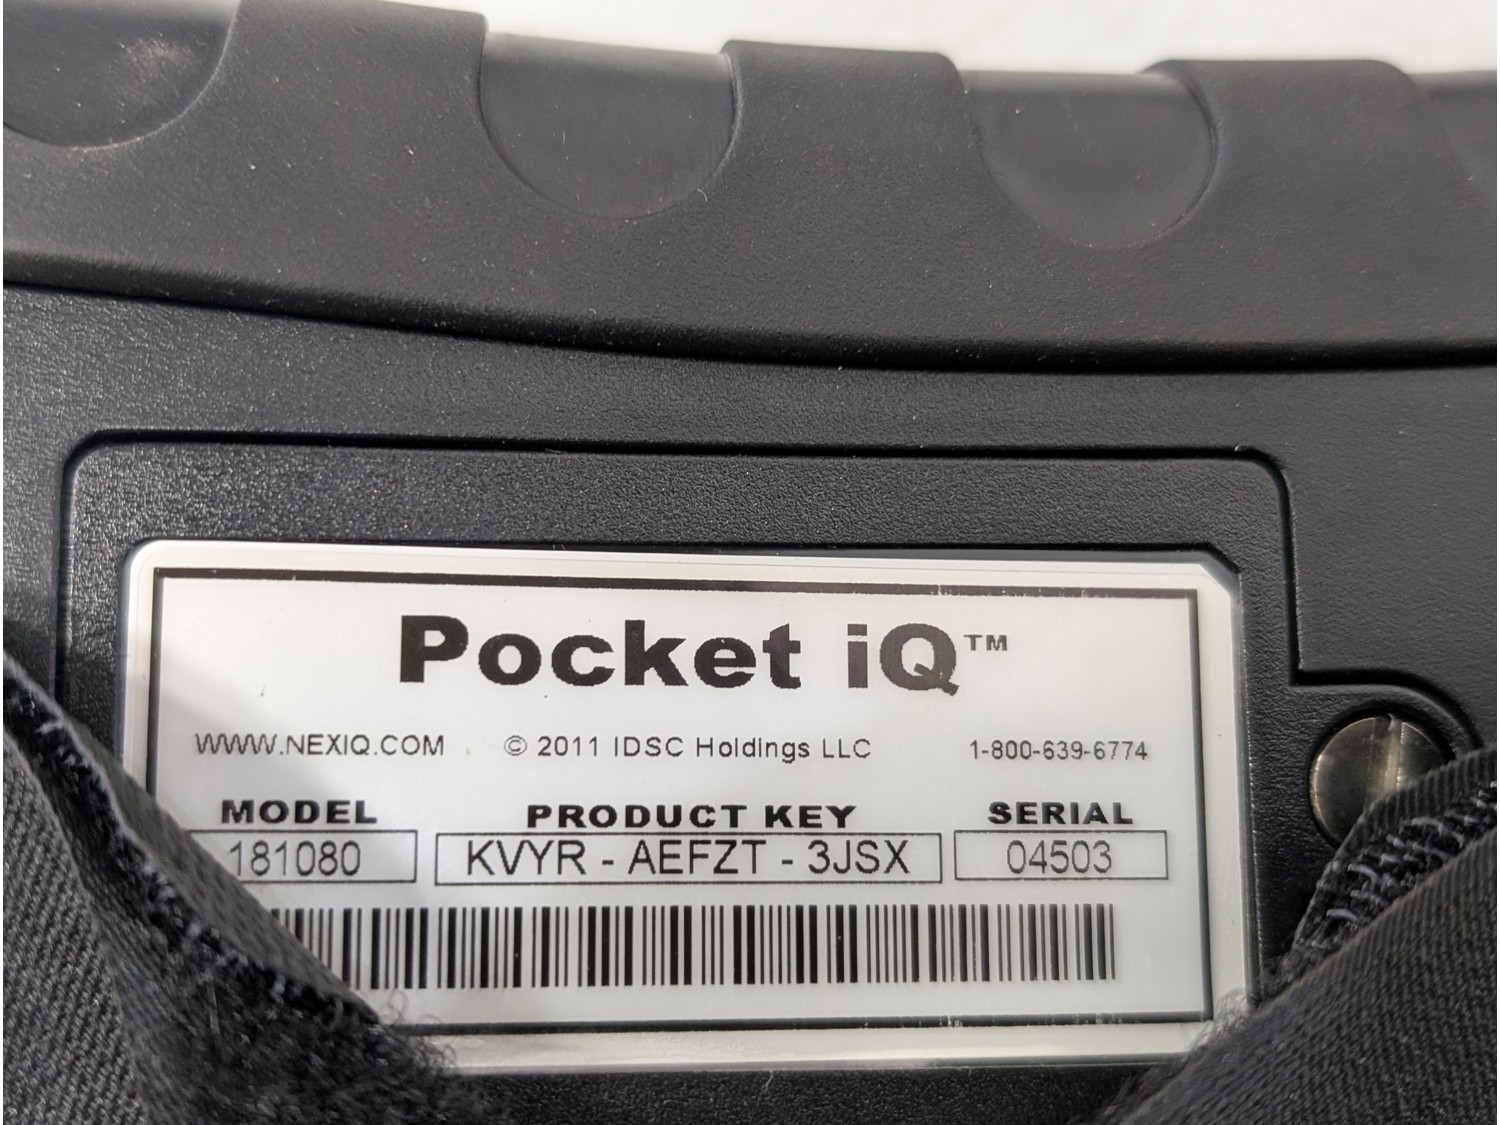 Pocket iQ™
WWW.NEXIQ.COM © 2011 IDSC Holdings LLC 1-800-639-6774
MODEL PRODUCT KEY SERIAL
181080 KVYR - AEFZT - 3JSX 04503